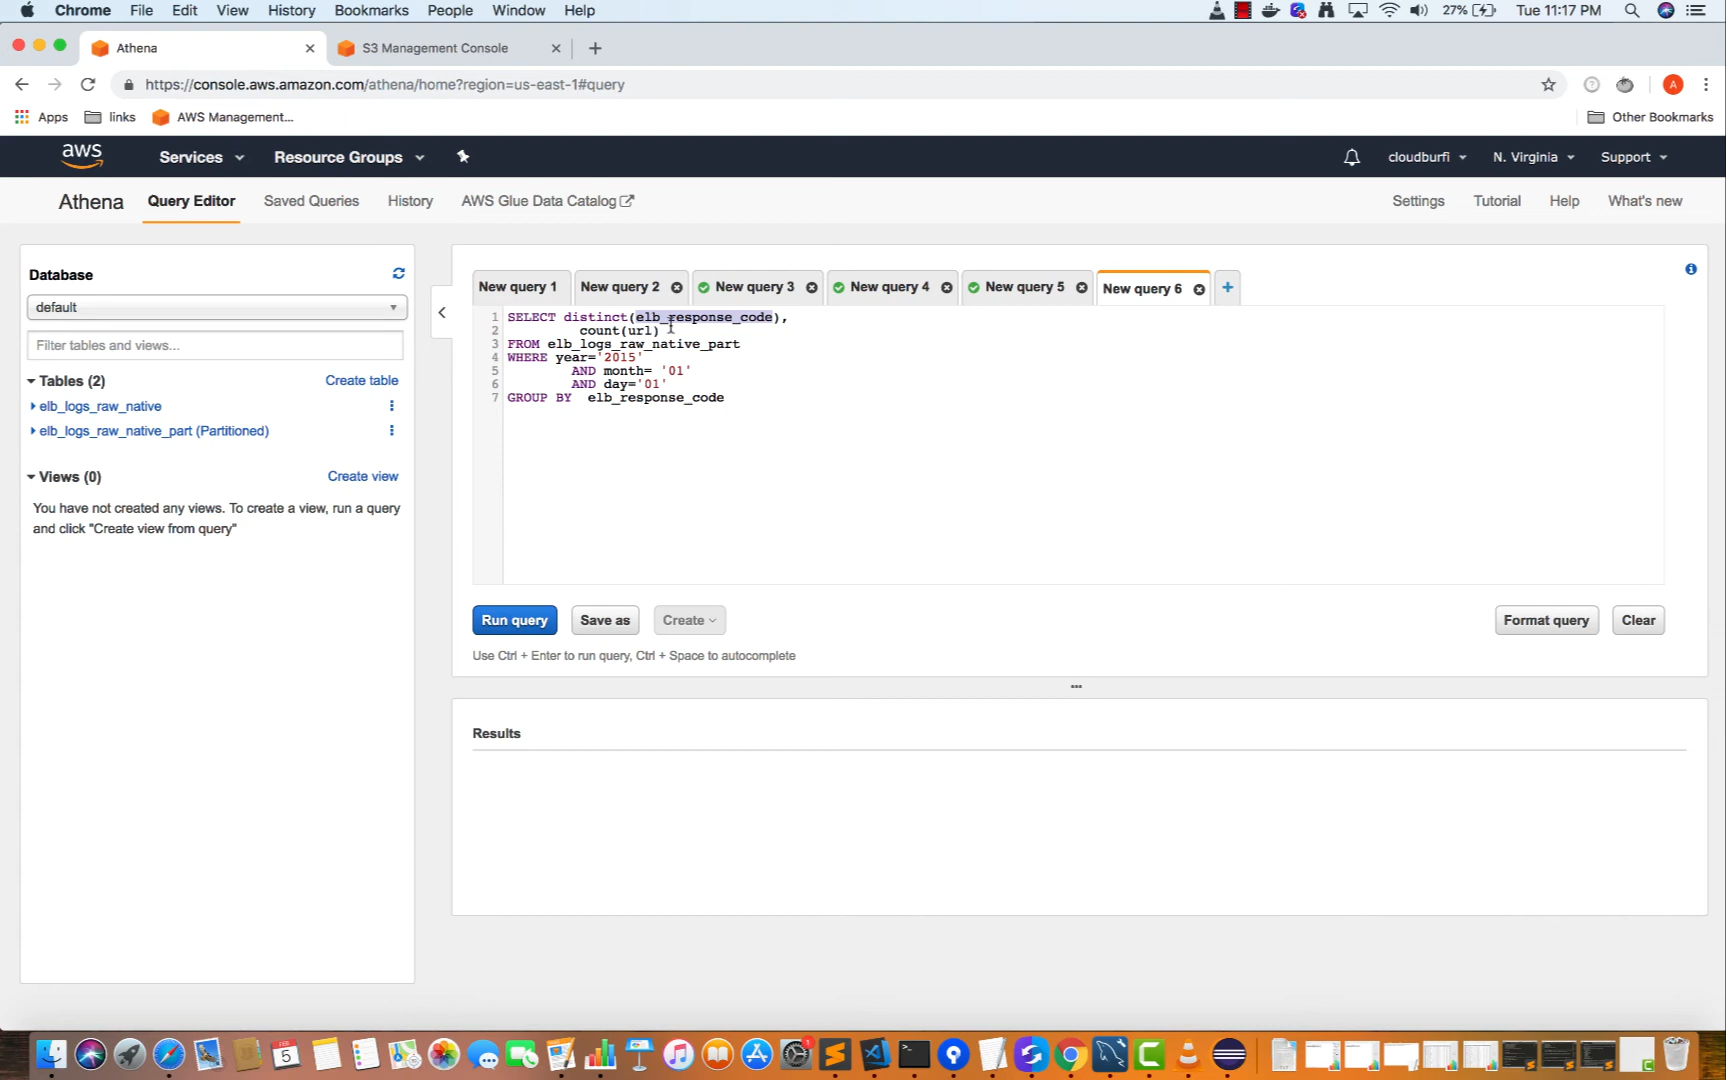 Chrome File Edit View History Bookmarks People Window Help 27% Tue 11:17 PM
Athena S3 Management Console
https://console.aws.amazon.com/athena/home?region=us-east-1#query A
Apps links AWS Management... Other Bookmarks
aws Services Resource Groups cloudburfi N. Virginia Support
Athena Query Editor Saved Queries History AWS Glue Data Catalog Settings Tutorial Help What's new
Database
default
Filter tables and views...
Tables (2) Create table
elb_logs_raw_native
elb_logs_raw_native_part (Partitioned)
Views (0) Create view
You have not created any views. To create a view, run a query
and click "Create view from query"
New query 1 New query 2 New query 3 New query 4 New query 5 New query 6
1 SELECT distinct(elb_response_code),
2 count(url)
3 FROM elb_logs_raw_native_part
4 WHERE year='2015'
5 AND month= '01'
6 AND day='01'
7 GROUP BY elb_response_code
Run query Save as Create Format query Clear
Use Ctrl + Enter to run query, Ctrl + Space to autocomplete
Results
FEB
5
1